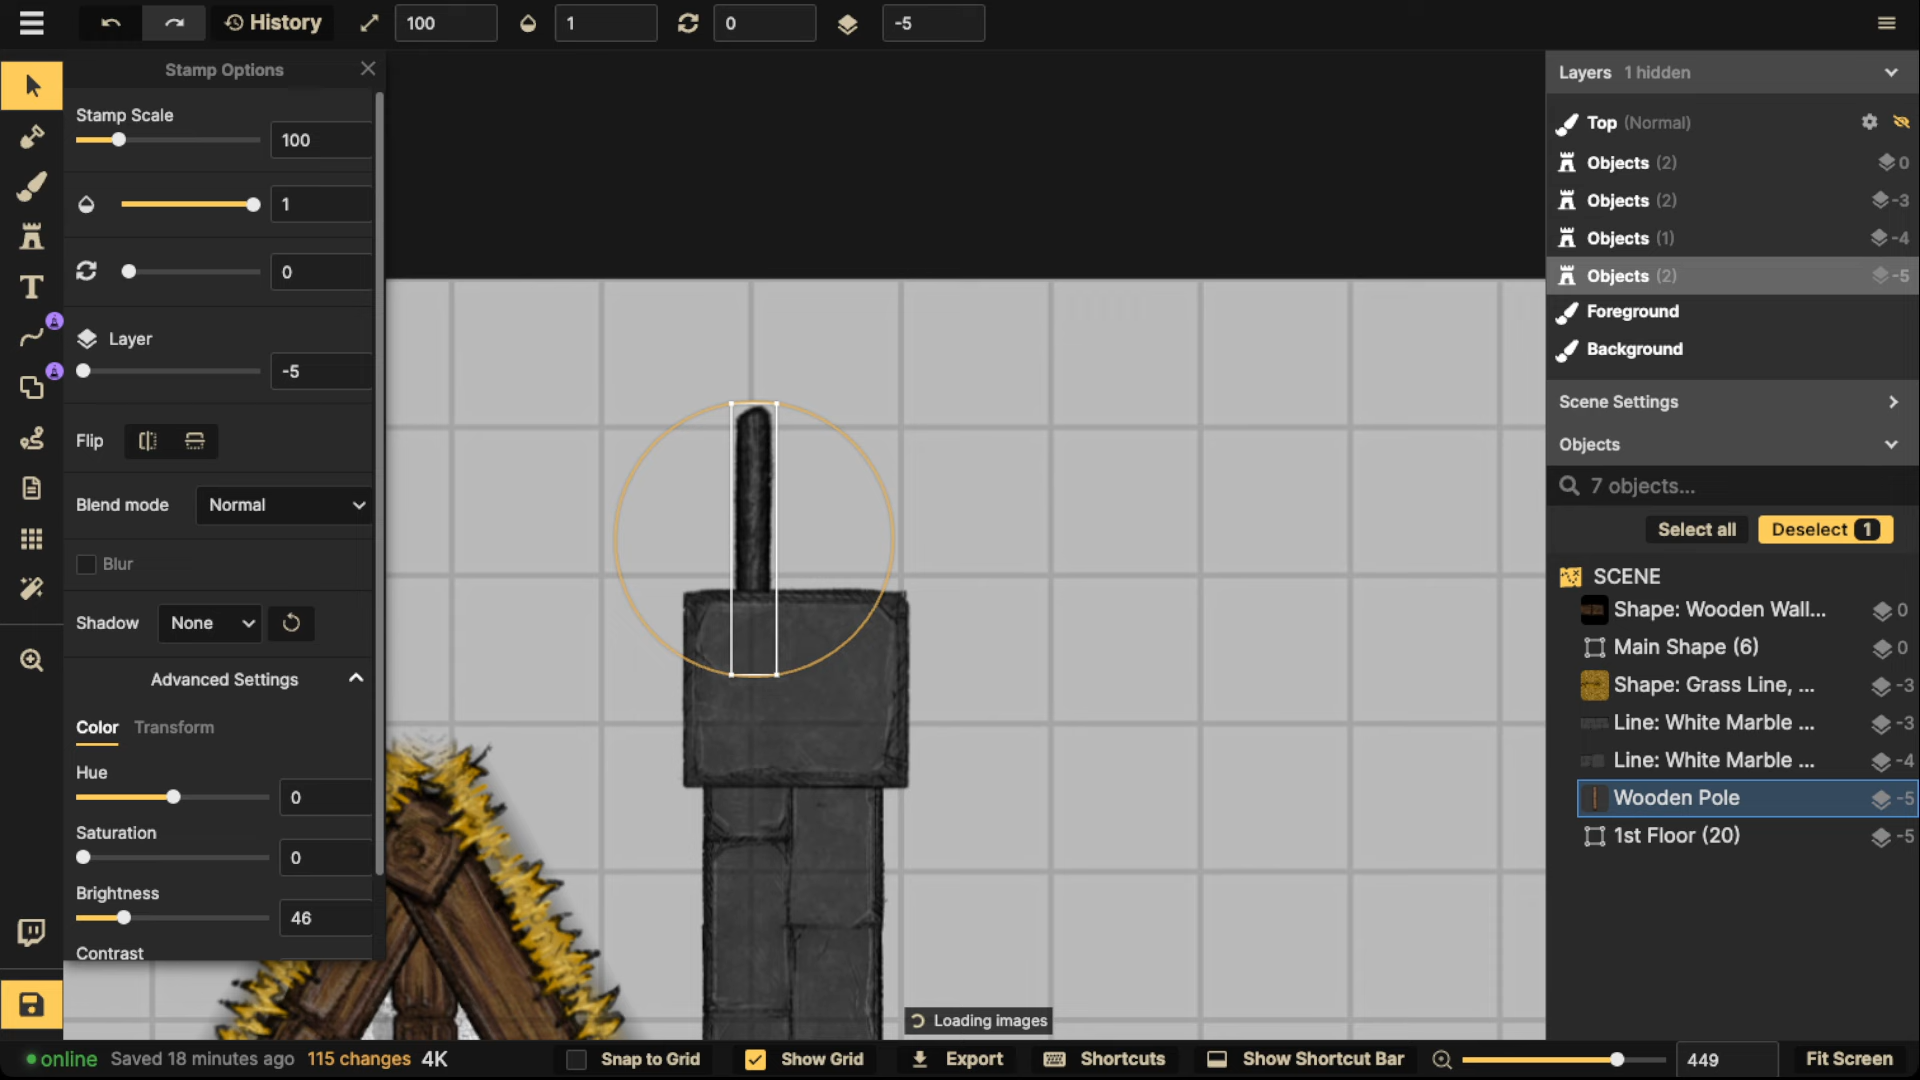 History
100
1
0
-5
Stamp Options
Stamp Scale
100
1
0
Layer
-5
Flip
Blend mode
Normal
Blur
Shadow
None
Advanced Settings
Color
Transform
Hue
0
Saturation
0
Brightness
46
Contrast
T
Loading images
Layers 1 hidden
Top (Normal)
Objects (2) 0
Objects (2) -3
Objects (1) -4
Objects (2) -5
Foreground
Background
Scene Settings
Objects
7 objects...
Select all
Deselect 1
SCENE
Shape: Wooden Wall... 0
Main Shape (6) 0
Shape: Grass Line, ... -3
Line: White Marble ... -3
Line: White Marble ... -4
Wooden Pole -5
1st Floor (20) -5
online Saved 18 minutes ago 115 changes 4K
Snap to Grid
Show Grid
Export
Shortcuts
Show Shortcut Bar
449
Fit Screen